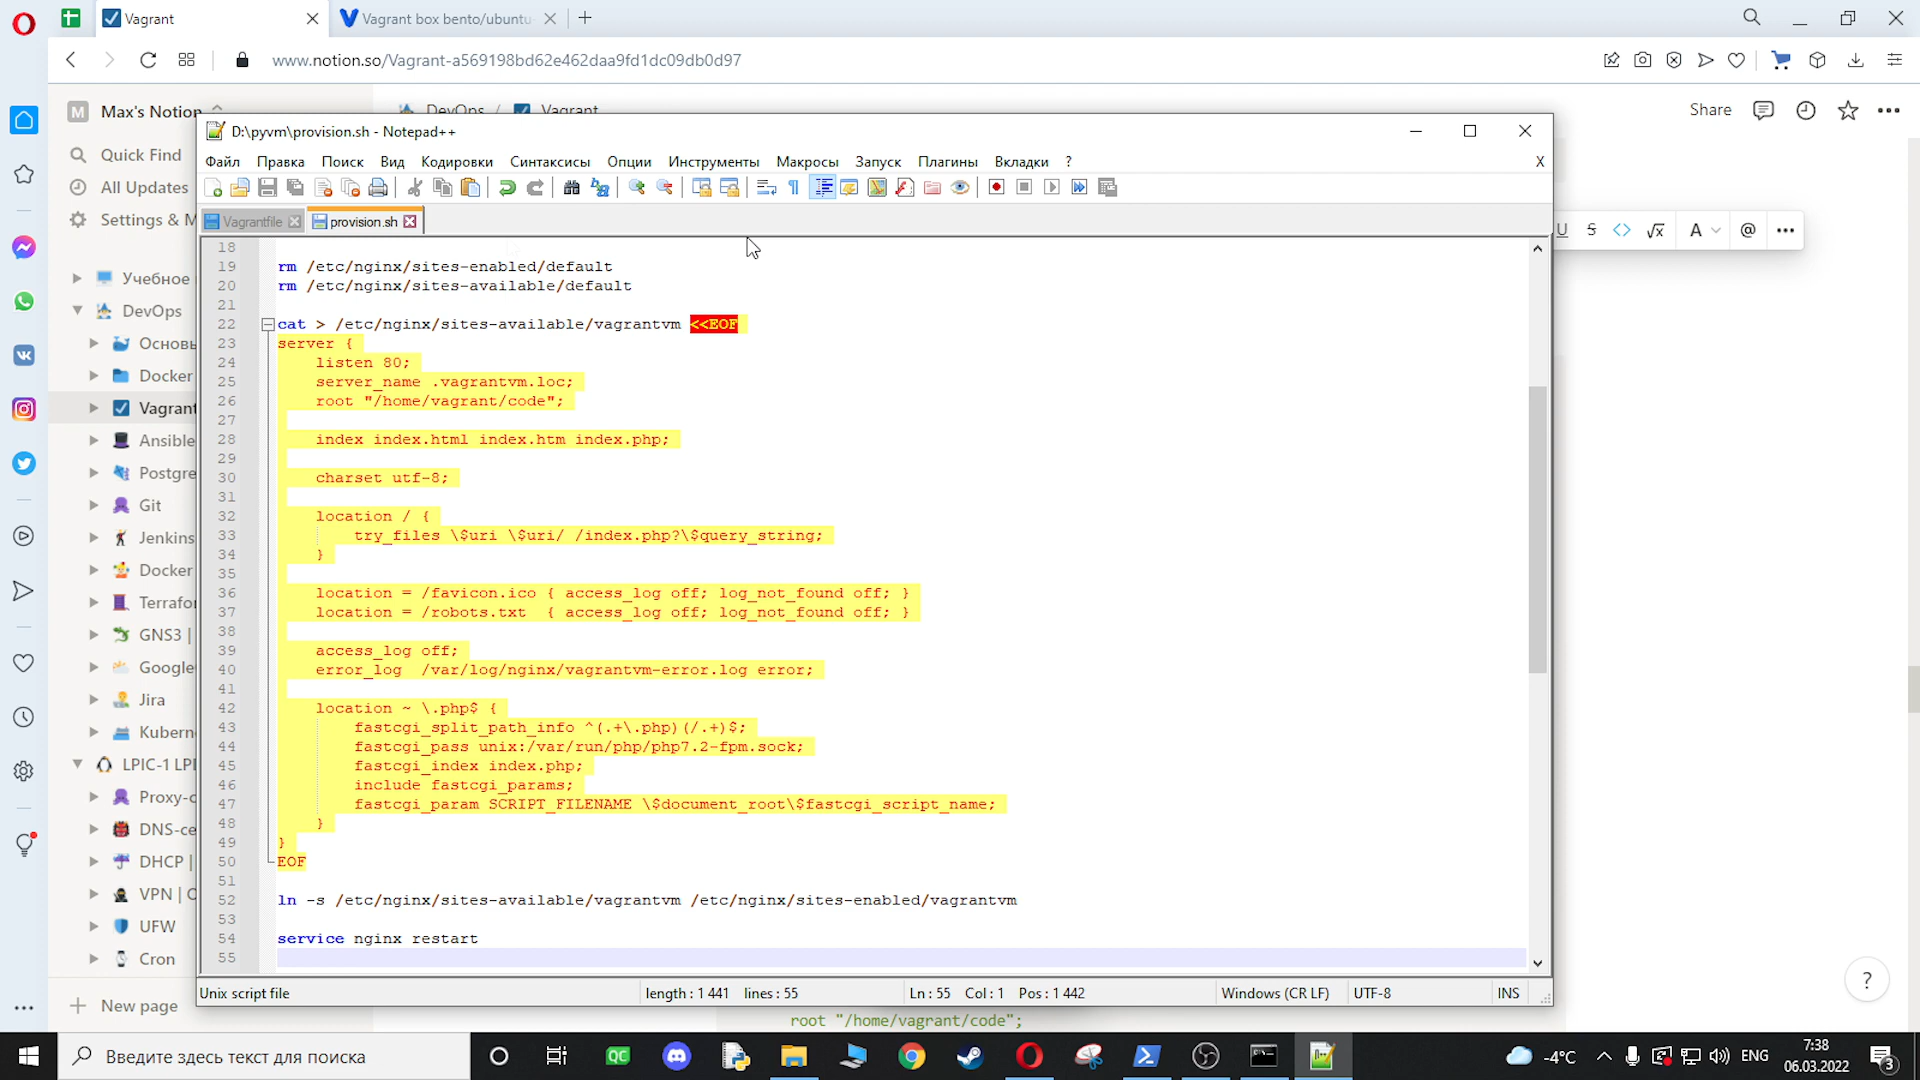 Vagrant
Vagrant box bento/ubuntu-
www.notion.so/Vagrant-a569198bd62e462daa9fd1dc09db0d97
M Max's Notion
DevOps / Vagrant
Share
Quick Find
All Updates
Settings & M
Учебное
DevOps
Основы
Docker
Vagrant
Ansible
Postgre
Git
Jenkins
Docker
Terrafor
GNS3 |
Google
Jira
Kubern
LPIC-1 LPI
Proxy-с
DNS-се
DHCP |
VPN | O
UFW
Cron
New page
D:\pyvm\provision.sh - Notepad++
Файл Правка Поиск Вид Кодировки Синтаксисы Опции Инструменты Макросы Запуск Плагины Вкладки ? X
Vagrantfile provision.sh
18
19 rm /etc/nginx/sites-enabled/default
20 rm /etc/nginx/sites-available/default
21
22 cat > /etc/nginx/sites-available/vagrantvm <<EOF
23 server {
24 listen 80;
25 server_name .vagrantvm.loc;
26 root "/home/vagrant/code";
27
28 index index.html index.htm index.php;
29
30 charset utf-8;
31
32 location / {
33 try_files \$uri \$uri/ /index.php?\$query_string;
34 }
35
36 location = /favicon.ico { access_log off; log_not_found off; }
37 location = /robots.txt  { access_log off; log_not_found off; }
38
39 access_log off;
40 error_log  /var/log/nginx/vagrantvm-error.log error;
41
42 location ~ \.php$ {
43 fastcgi_split_path_info ^(.+\.php)(/.+)$;
44 fastcgi_pass unix:/var/run/php/php7.2-fpm.sock;
45 fastcgi_index index.php;
46 include fastcgi_params;
47 fastcgi_param SCRIPT_FILENAME \$document_root\$fastcgi_script_name;
48 }
49 }
50 EOF
51
52 ln -s /etc/nginx/sites-available/vagrantvm /etc/nginx/sites-enabled/vagrantvm
53
54 service nginx restart
55
Unix script file length : 1 441 lines : 55 Ln : 55 Col : 1 Pos : 1 442 Windows (CR LF) UTF-8 INS
U S <> √x A @ •••
root "/home/vagrant/code";
?
Введите здесь текст для поиска
QC
-4°C
ENG
7:38
06.03.2022
3